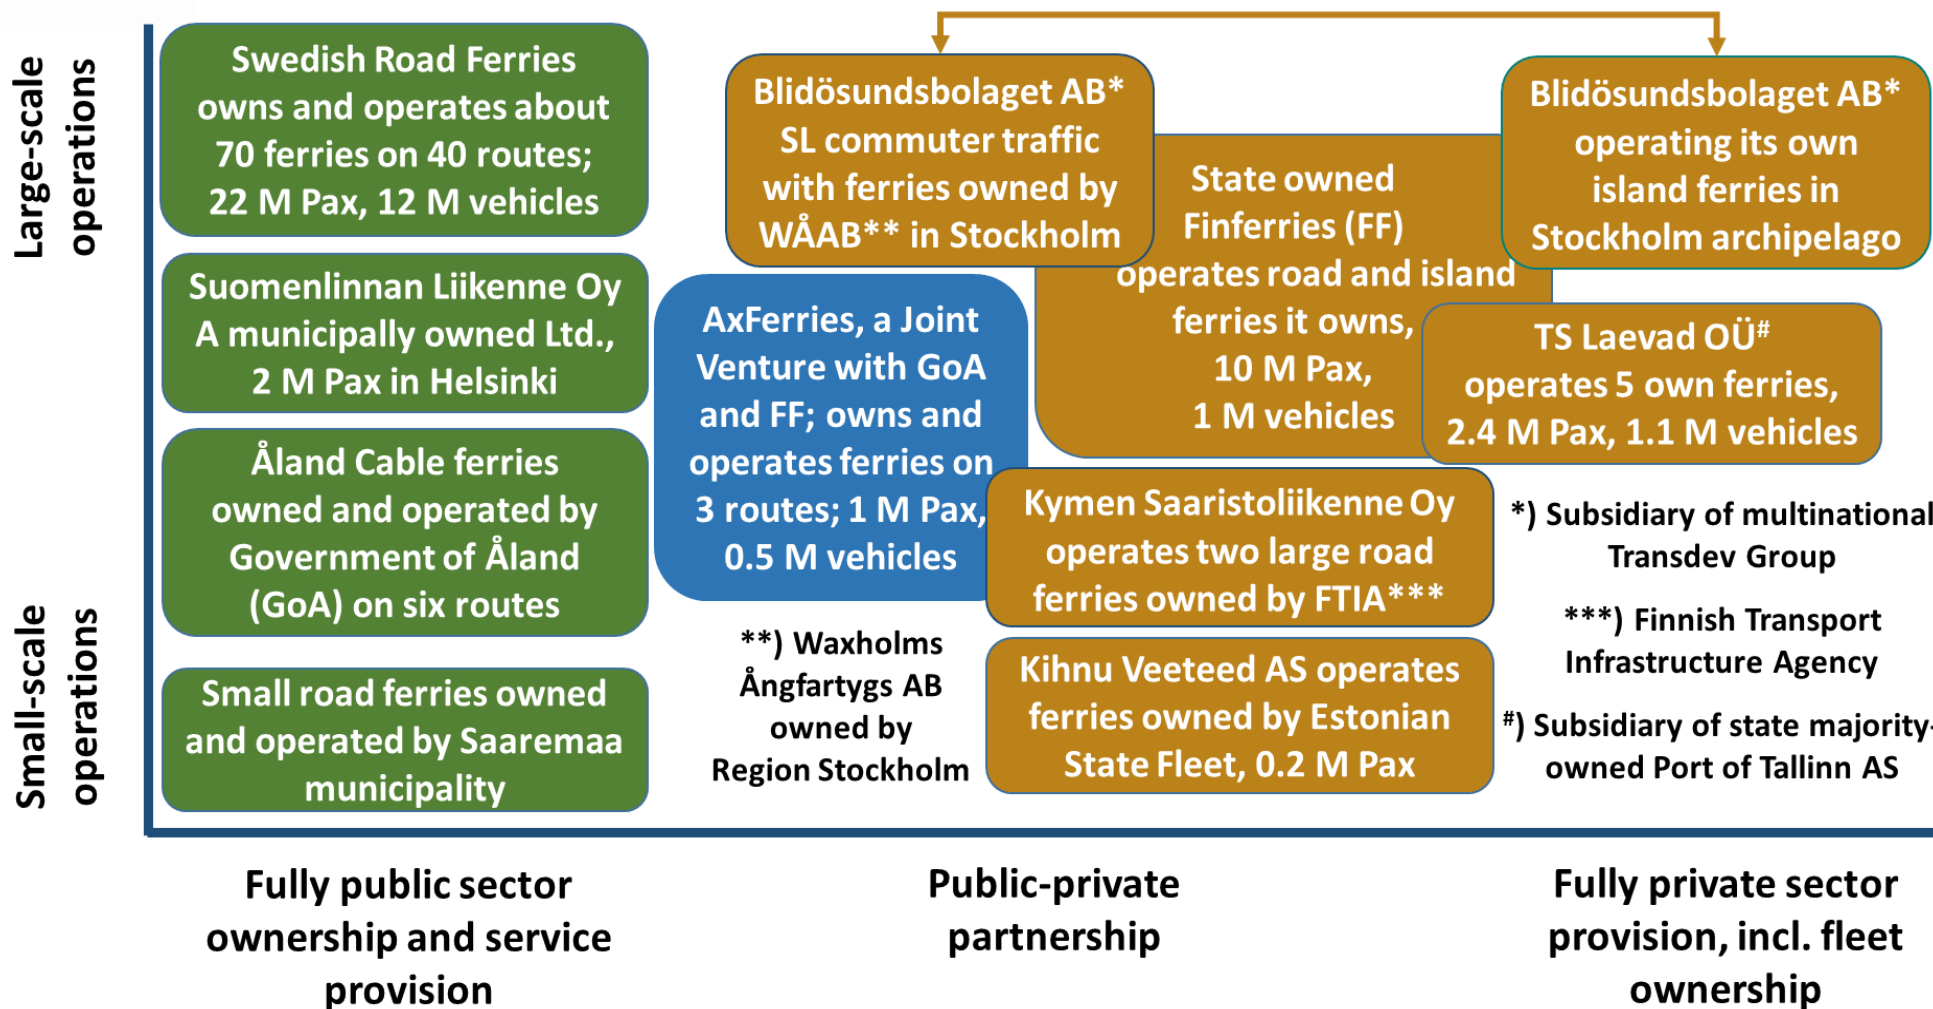 Large-scale
operations
Small-scale
operations
Swedish Road Ferries
owns and operates about
70 ferries on 40 routes;
22 M Pax, 12 M vehicles
Suomenlinnan Liikenne Oy
A municipally owned Ltd.,
2 M Pax in Helsinki
Åland Cable ferries
owned and operated by
Government of Åland
(GoA) on six routes
Small road ferries owned
and operated by Saaremaa
municipality
Blidösundsbolaget AB*
SL commuter traffic
with ferries owned by
WÅAB** in Stockholm
AxFerries, a Joint
Venture with GoA
and FF; owns and
operates ferries on
3 routes; 1 M Pax,
0.5 M vehicles
**) Waxholms
Ångfartygs AB
owned by
Region Stockholm
State owned
Finferries (FF)
operates road and island
ferries it owns,
10 M Pax,
1 M vehicles
Kymen Saaristoliikenne Oy
operates two large road
ferries owned by FTIA***
Kihnu Veeteed AS operates
ferries owned by Estonian
State Fleet, 0.2 M Pax
Blidösundsbolaget AB*
operating its own
island ferries in
Stockholm archipelago
TS Laevad OÜ#
operates 5 own ferries,
2.4 M Pax, 1.1 M vehicles
*) Subsidiary of multinational
Transdev Group
***) Finnish Transport
Infrastructure Agency
#) Subsidiary of state majority-
owned Port of Tallinn AS
Fully public sector
ownership and service
provision
Public-private
partnership
Fully private sector
provision, incl. fleet
ownership